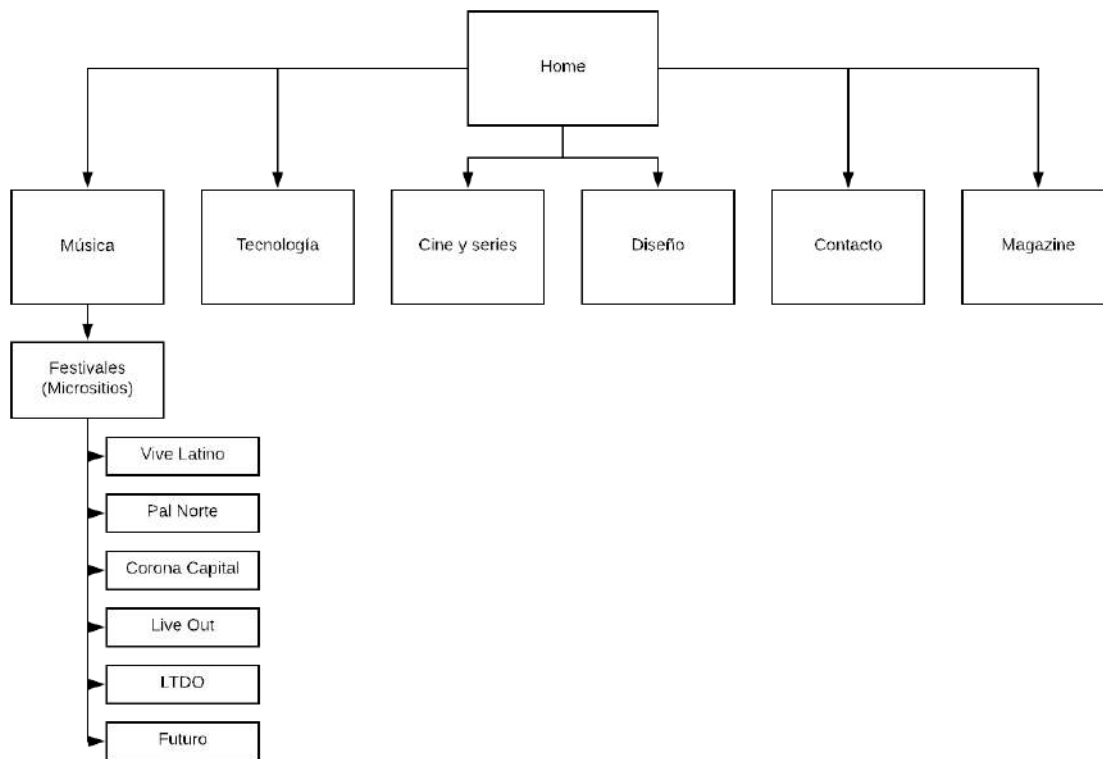 Home
Música
Tecnología
Cine y series
Diseño
Contacto
Magazine
Festivales
(Micrositios)
Vive Latino
Pal Norte
Corona Capital
Live Out
LTDO
Futuro